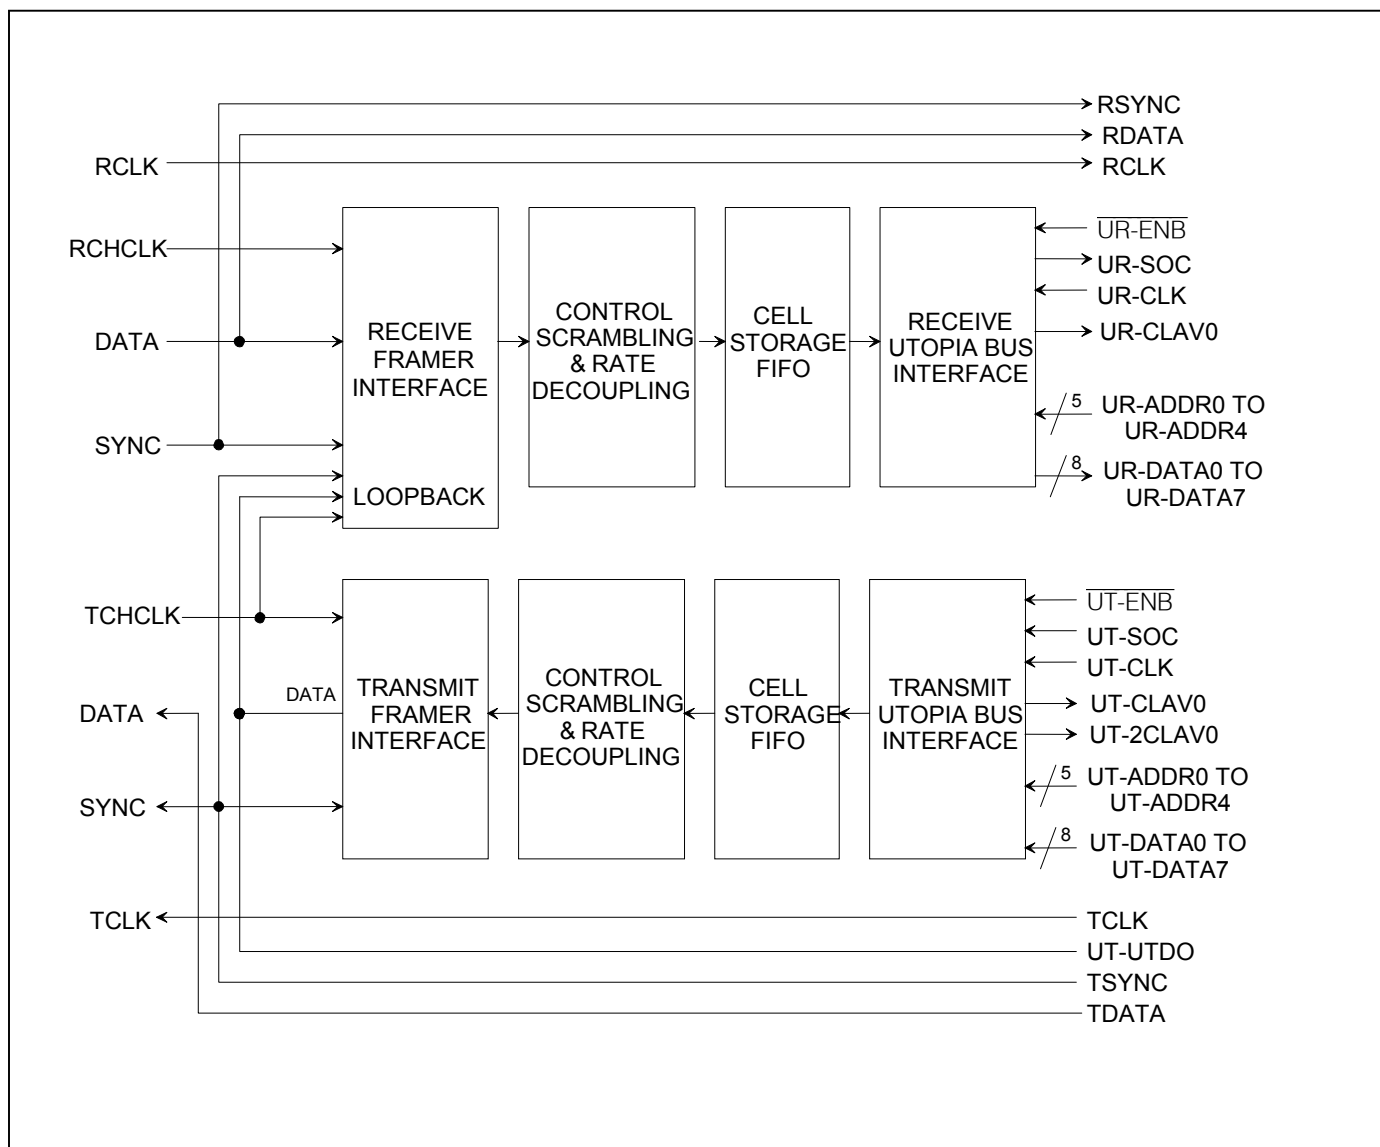 RSYNC
RDATA
RCLK
RCLK
RCHCLK
DATA
SYNC
RECEIVE
FRAMER
INTERFACE
LOOPBACK
CONTROL
SCRAMBLING
& RATE
DECOUPLING
CELL
STORAGE
FIFO
RECEIVE
UTOPIA BUS
INTERFACE
UR-ENB
UR-SOC
UR-CLK
UR-CLAV0
5
UR-ADDR0 TO
UR-ADDR4
8
UR-DATA0 TO
UR-DATA7
TCHCLK
DATA
SYNC
TCLK
DATA
TRANSMIT
FRAMER
INTERFACE
CONTROL
SCRAMBLING
& RATE
DECOUPLING
CELL
STORAGE
FIFO
TRANSMIT
UTOPIA BUS
INTERFACE
UT-ENB
UT-SOC
UT-CLK
UT-CLAV0
UT-2CLAV0
5
UT-ADDR0 TO
UT-ADDR4
8
UT-DATA0 TO
UT-DATA7
TCLK
UT-UTDO
TSYNC
TDATA